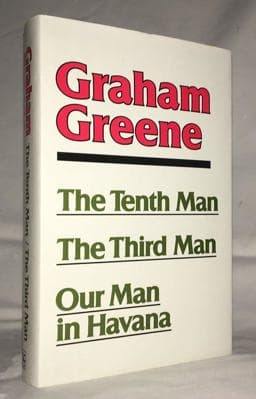 Graham
Greene
The Tenth Man
The Third Man
Our Man
in Havana
Graham
The Tenth Man / The Third Man